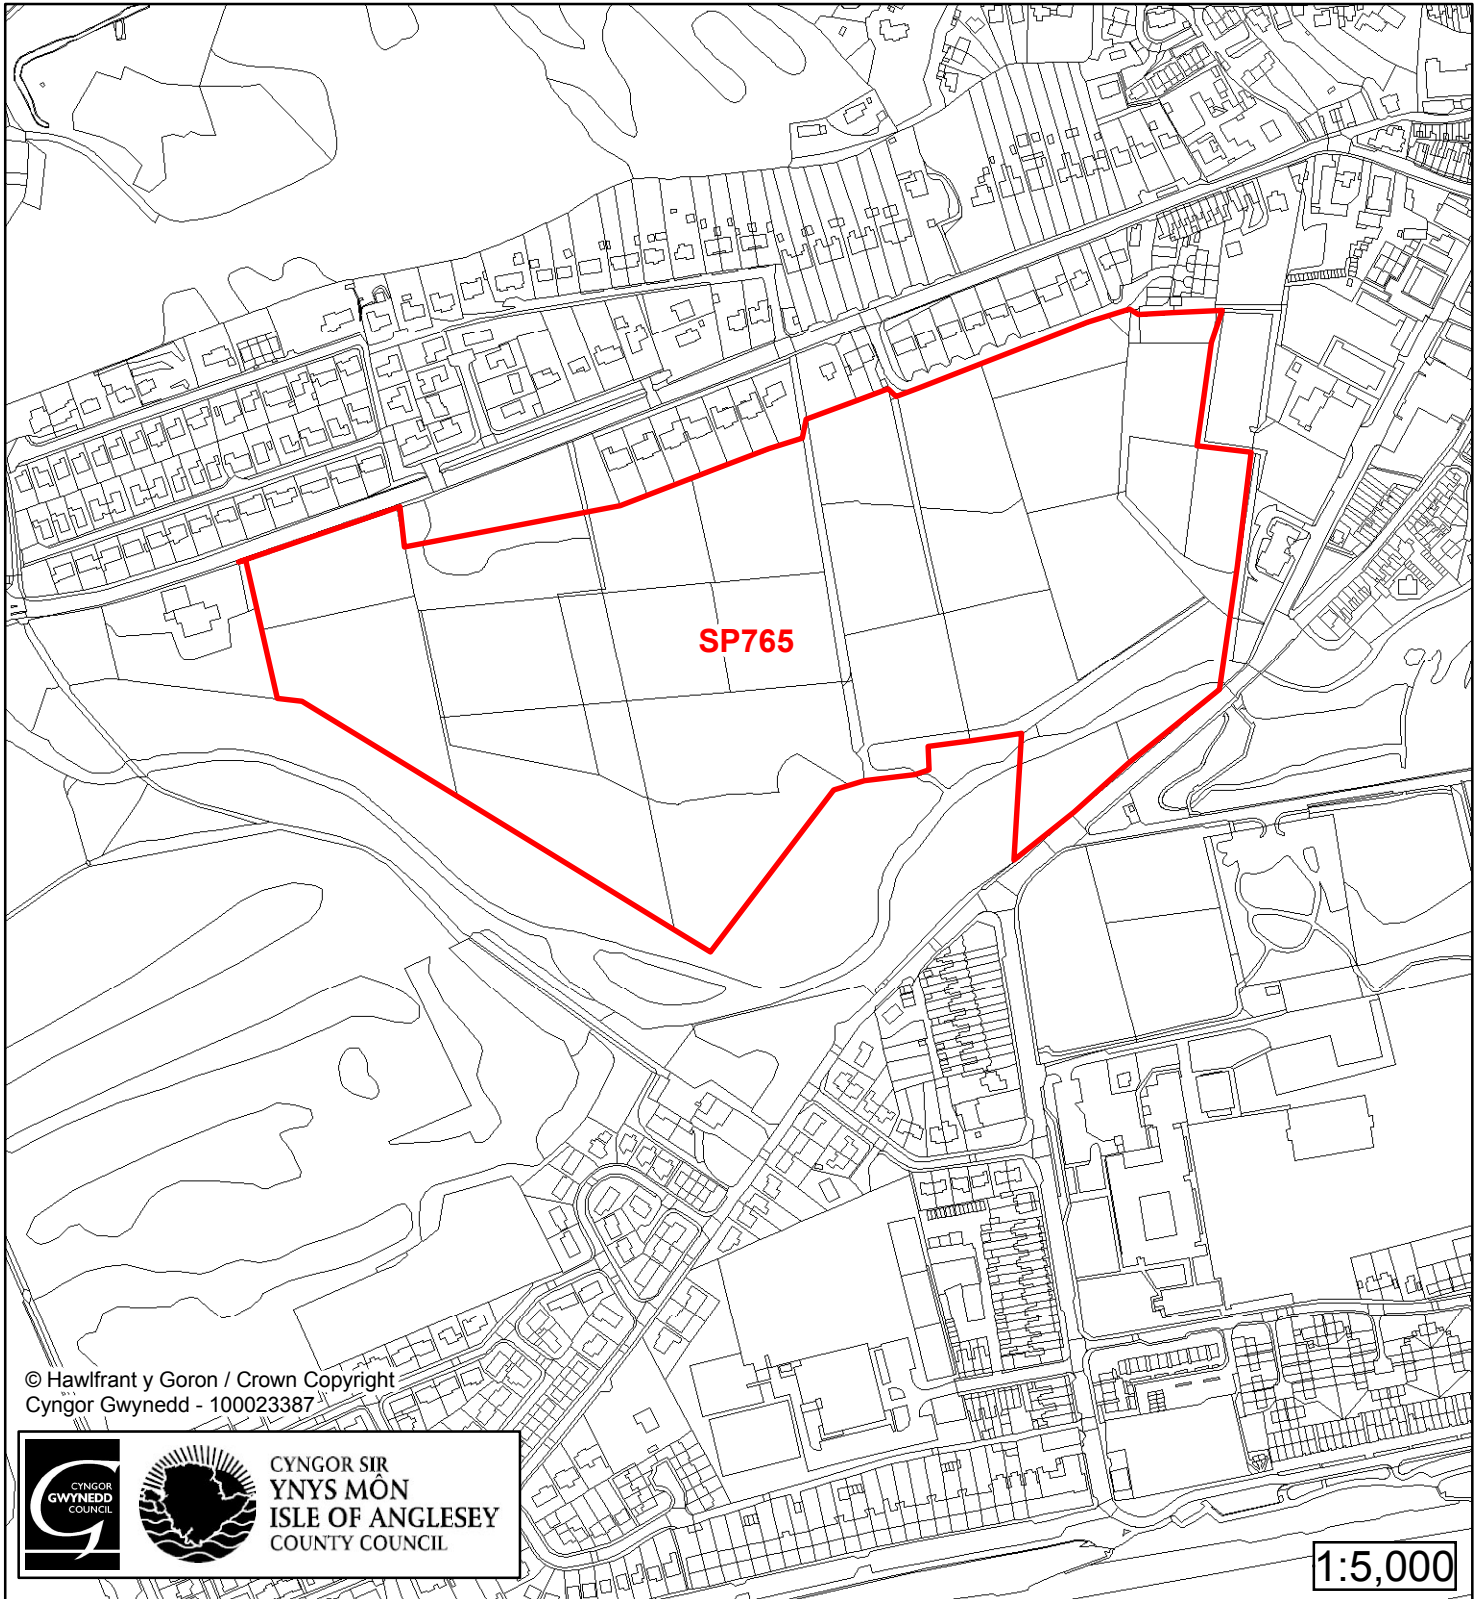 SP765
© Hawlfrant y Goron / Crown Copyright
Cyngor Gwynedd - 100023387
CYNGOR
GWYNEDD
COUNCIL
CYNGOR SIR
YNYS MÔN
ISLE OF ANGLESEY
COUNTY COUNCIL
1:5,000